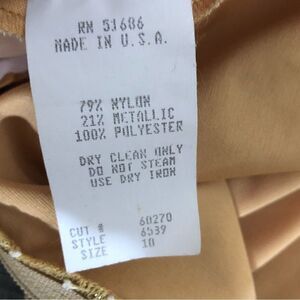 RN 51686
MADE IN U.S.A.
79% NYLON
21% METALLIC
100% POLYESTER
DRY CLEAN ONLY
DO NOT STEAM
USE DRY IRON
CUT # 60270
STYLE 6539
SIZE 10